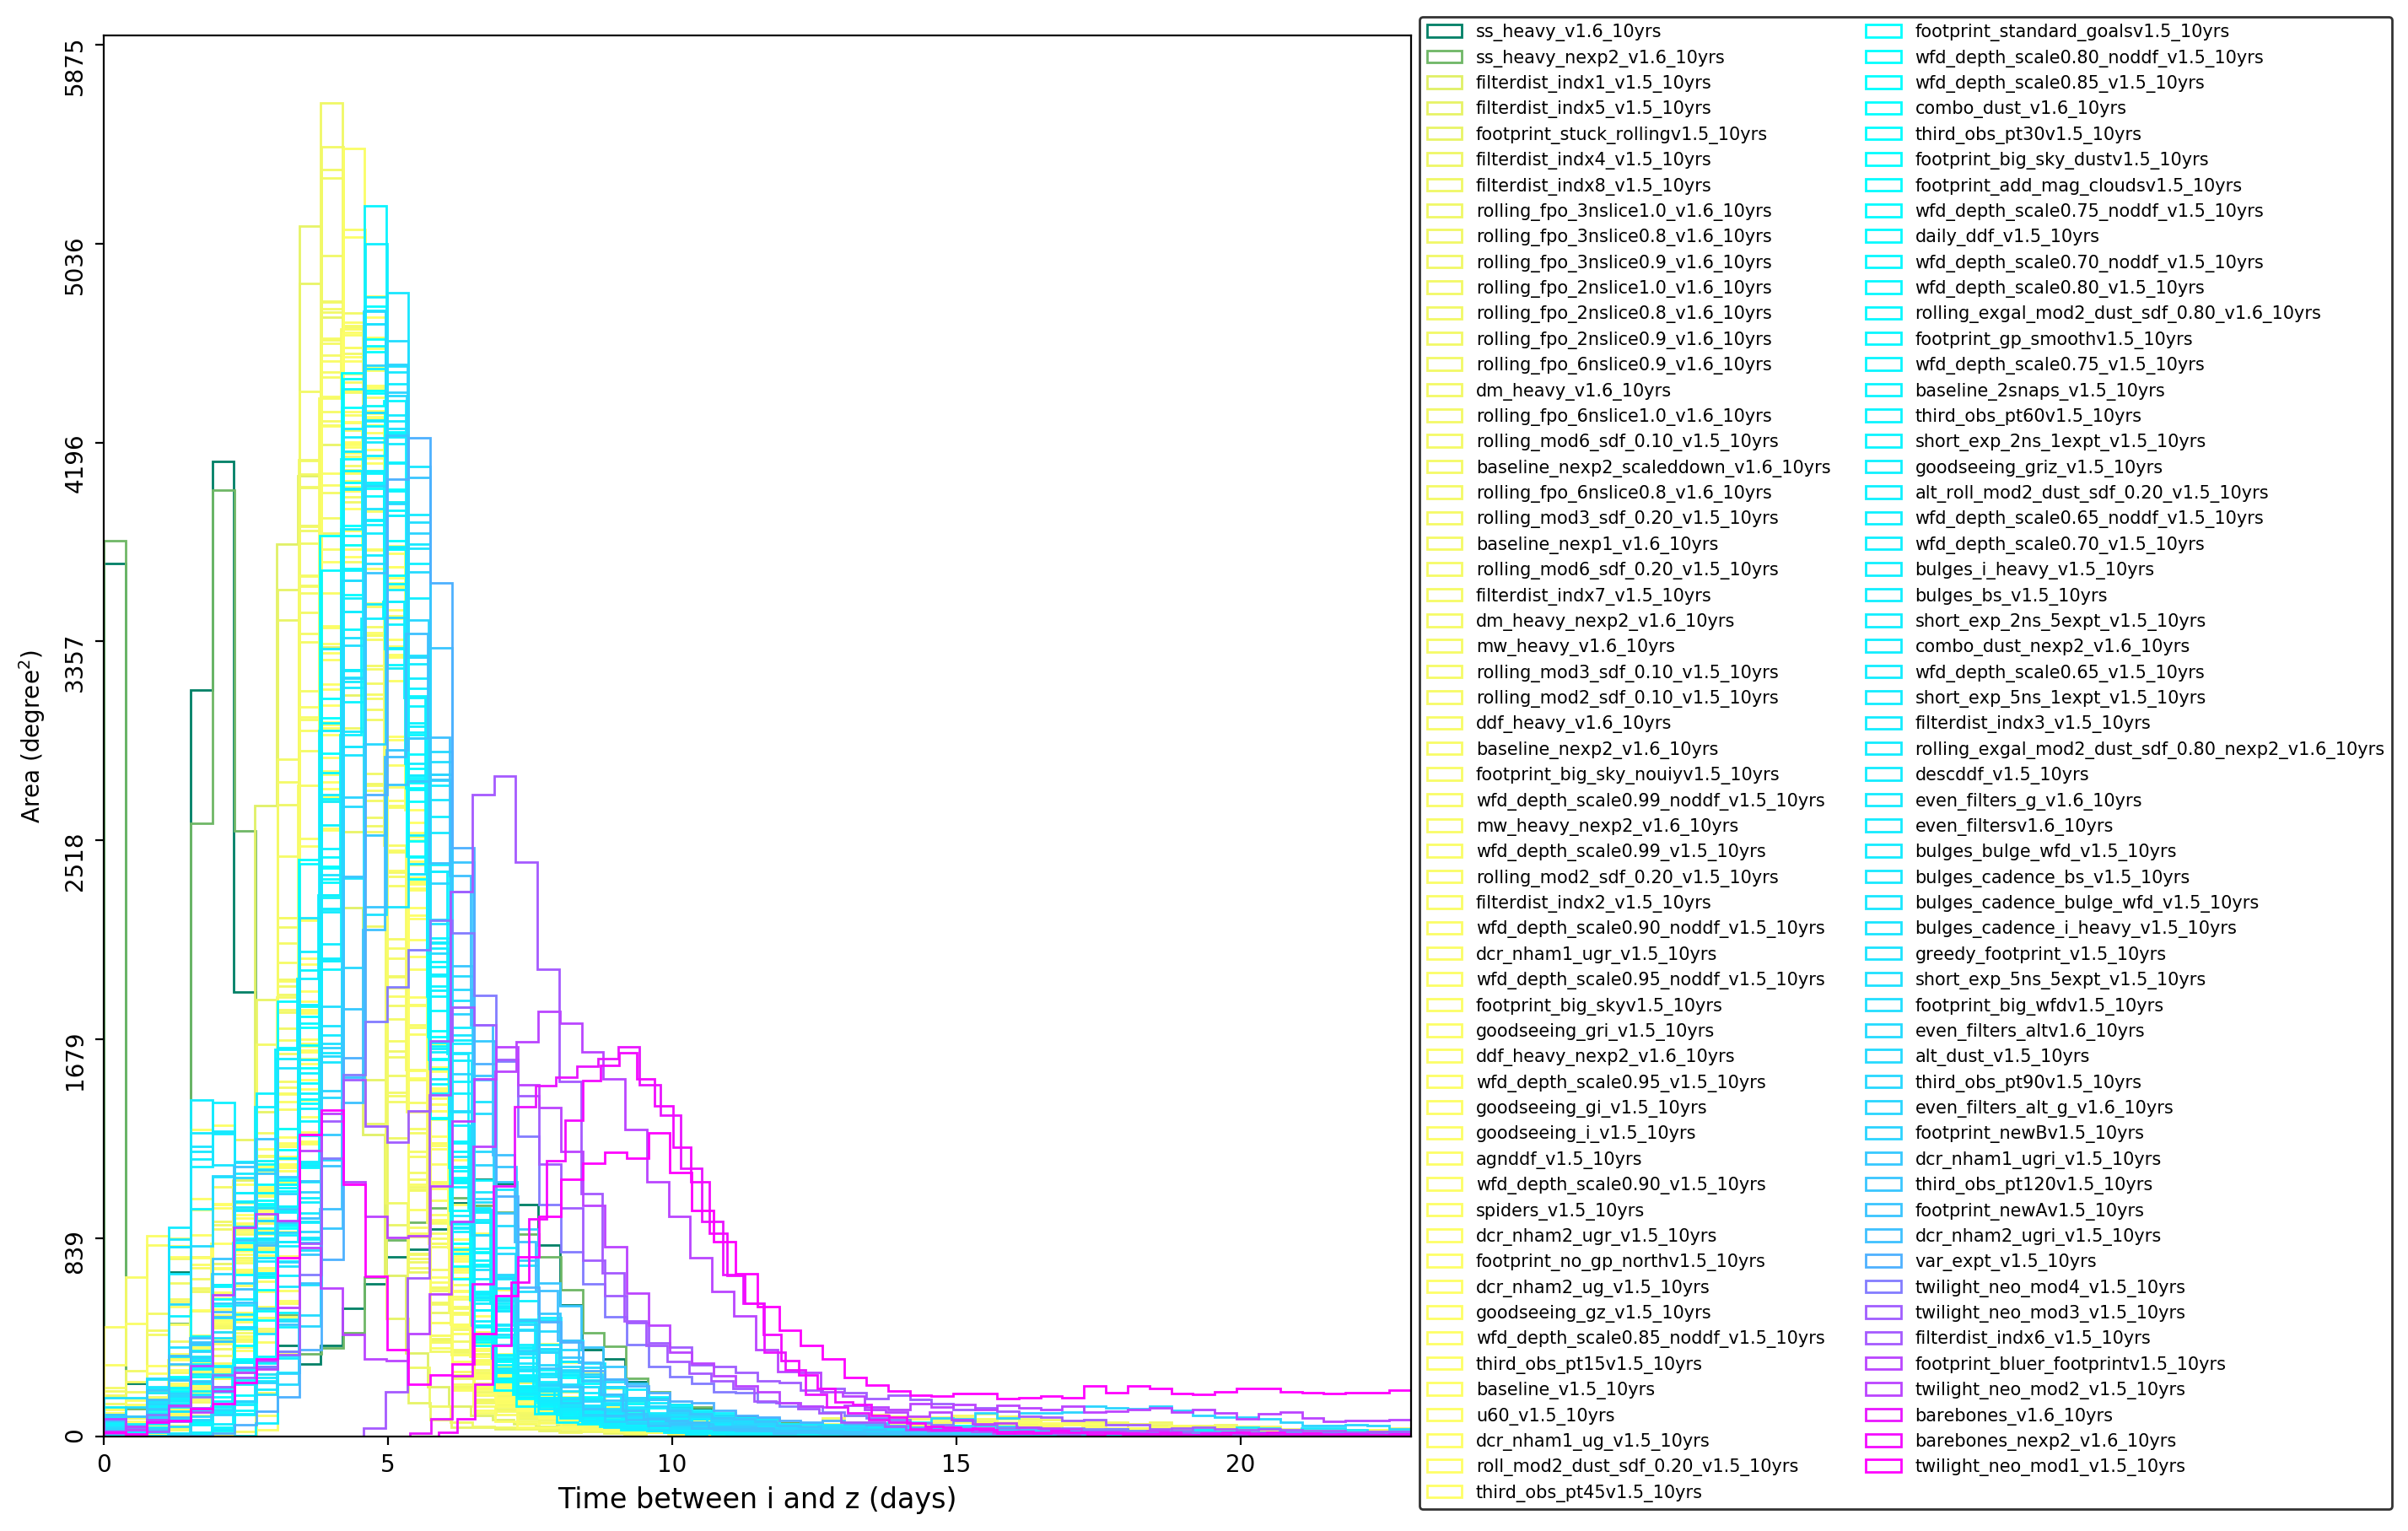 5875
5036
4196
3357
2518
1679
839
0
Area (degree²)
0 5 10 15 20
Time between i and z (days)
ss_heavy_v1.6_10yrs
ss_heavy_nexp2_v1.6_10yrs
filterdist_indx1_v1.5_10yrs
filterdist_indx5_v1.5_10yrs
footprint_stuck_rollingv1.5_10yrs
filterdist_indx4_v1.5_10yrs
filterdist_indx8_v1.5_10yrs
rolling_fpo_3nslice1.0_v1.6_10yrs
rolling_fpo_3nslice0.8_v1.6_10yrs
rolling_fpo_3nslice0.9_v1.6_10yrs
rolling_fpo_2nslice1.0_v1.6_10yrs
rolling_fpo_2nslice0.8_v1.6_10yrs
rolling_fpo_2nslice0.9_v1.6_10yrs
rolling_fpo_6nslice0.9_v1.6_10yrs
dm_heavy_v1.6_10yrs
rolling_fpo_6nslice1.0_v1.6_10yrs
rolling_mod6_sdf_0.10_v1.5_10yrs
baseline_nexp2_scaleddown_v1.6_10yrs
rolling_fpo_6nslice0.8_v1.6_10yrs
rolling_mod3_sdf_0.20_v1.5_10yrs
baseline_nexp1_v1.6_10yrs
rolling_mod6_sdf_0.20_v1.5_10yrs
filterdist_indx7_v1.5_10yrs
dm_heavy_nexp2_v1.6_10yrs
mw_heavy_v1.6_10yrs
rolling_mod3_sdf_0.10_v1.5_10yrs
rolling_mod2_sdf_0.10_v1.5_10yrs
ddf_heavy_v1.6_10yrs
baseline_nexp2_v1.6_10yrs
footprint_big_sky_nouiyv1.5_10yrs
wfd_depth_scale0.99_noddf_v1.5_10yrs
mw_heavy_nexp2_v1.6_10yrs
wfd_depth_scale0.99_v1.5_10yrs
rolling_mod2_sdf_0.20_v1.5_10yrs
filterdist_indx2_v1.5_10yrs
wfd_depth_scale0.90_noddf_v1.5_10yrs
dcr_nham1_ugr_v1.5_10yrs
wfd_depth_scale0.95_noddf_v1.5_10yrs
footprint_big_skyv1.5_10yrs
goodseeing_gri_v1.5_10yrs
ddf_heavy_nexp2_v1.6_10yrs
wfd_depth_scale0.95_v1.5_10yrs
goodseeing_gi_v1.5_10yrs
goodseeing_i_v1.5_10yrs
agnddf_v1.5_10yrs
wfd_depth_scale0.90_v1.5_10yrs
spiders_v1.5_10yrs
dcr_nham2_ugr_v1.5_10yrs
footprint_no_gp_northv1.5_10yrs
dcr_nham2_ug_v1.5_10yrs
goodseeing_gz_v1.5_10yrs
wfd_depth_scale0.85_noddf_v1.5_10yrs
third_obs_pt15v1.5_10yrs
baseline_v1.5_10yrs
u60_v1.5_10yrs
dcr_nham1_ug_v1.5_10yrs
roll_mod2_dust_sdf_0.20_v1.5_10yrs
third_obs_pt45v1.5_10yrs
footprint_standard_goalsv1.5_10yrs
wfd_depth_scale0.80_noddf_v1.5_10yrs
wfd_depth_scale0.85_v1.5_10yrs
combo_dust_v1.6_10yrs
third_obs_pt30v1.5_10yrs
footprint_big_sky_dustv1.5_10yrs
footprint_add_mag_cloudsv1.5_10yrs
wfd_depth_scale0.75_noddf_v1.5_10yrs
daily_ddf_v1.5_10yrs
wfd_depth_scale0.70_noddf_v1.5_10yrs
wfd_depth_scale0.80_v1.5_10yrs
rolling_exgal_mod2_dust_sdf_0.80_v1.6_10yrs
footprint_gp_smoothv1.5_10yrs
wfd_depth_scale0.75_v1.5_10yrs
baseline_2snaps_v1.5_10yrs
third_obs_pt60v1.5_10yrs
short_exp_2ns_1expt_v1.5_10yrs
goodseeing_griz_v1.5_10yrs
alt_roll_mod2_dust_sdf_0.20_v1.5_10yrs
wfd_depth_scale0.65_noddf_v1.5_10yrs
wfd_depth_scale0.70_v1.5_10yrs
bulges_i_heavy_v1.5_10yrs
bulges_bs_v1.5_10yrs
short_exp_2ns_5expt_v1.5_10yrs
combo_dust_nexp2_v1.6_10yrs
wfd_depth_scale0.65_v1.5_10yrs
short_exp_5ns_1expt_v1.5_10yrs
filterdist_indx3_v1.5_10yrs
rolling_exgal_mod2_dust_sdf_0.80_nexp2_v1.6_10yrs
descddf_v1.5_10yrs
even_filters_g_v1.6_10yrs
even_filtersv1.6_10yrs
bulges_bulge_wfd_v1.5_10yrs
bulges_cadence_bs_v1.5_10yrs
bulges_cadence_bulge_wfd_v1.5_10yrs
bulges_cadence_i_heavy_v1.5_10yrs
greedy_footprint_v1.5_10yrs
short_exp_5ns_5expt_v1.5_10yrs
footprint_big_wfdv1.5_10yrs
even_filters_altv1.6_10yrs
alt_dust_v1.5_10yrs
third_obs_pt90v1.5_10yrs
even_filters_alt_g_v1.6_10yrs
footprint_newBv1.5_10yrs
dcr_nham1_ugri_v1.5_10yrs
third_obs_pt120v1.5_10yrs
footprint_newAv1.5_10yrs
dcr_nham2_ugri_v1.5_10yrs
var_expt_v1.5_10yrs
twilight_neo_mod4_v1.5_10yrs
twilight_neo_mod3_v1.5_10yrs
filterdist_indx6_v1.5_10yrs
footprint_bluer_footprintv1.5_10yrs
twilight_neo_mod2_v1.5_10yrs
barebones_v1.6_10yrs
barebones_nexp2_v1.6_10yrs
twilight_neo_mod1_v1.5_10yrs